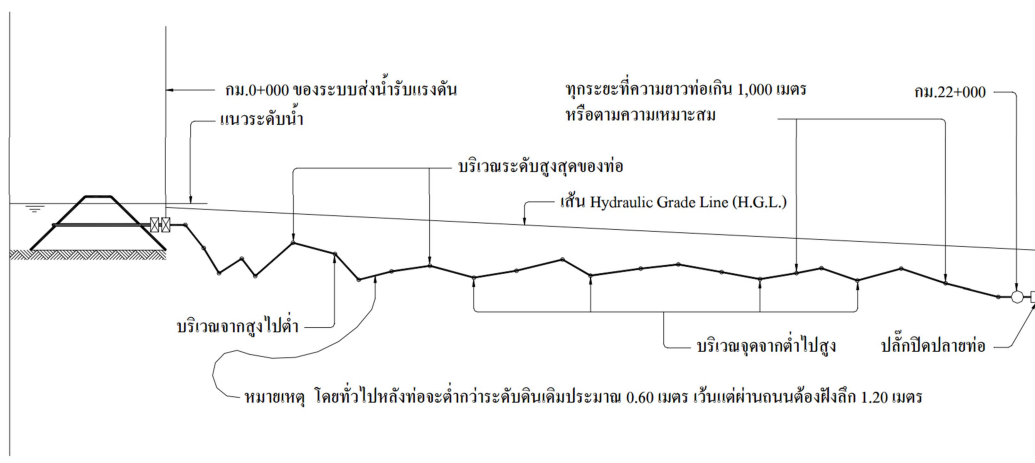 กม.0+000 ของระบบส่งน้ำรับแรงดัน
แนวระดับน้ำ
ทุกระยะที่ความยาวท่อเกิน 1,000 เมตร
หรือตามความเหมาะสม
กม.22+000
บริเวณระดับสูงสุดของท่อ
เส้น Hydraulic Grade Line (H.G.L.)
บริเวณจากสูงไปต่ำ
บริเวณจุดจากต่ำไปสูง
ปลั๊กปิดปลายท่อ
หมายเหตุ โดยทั่วไปหลังท่อจะต่ำกว่าระดับดินเดิมประมาณ 0.60 เมตร เว้นแต่ผ่านถนนต้องฝังลึก 1.20 เมตร